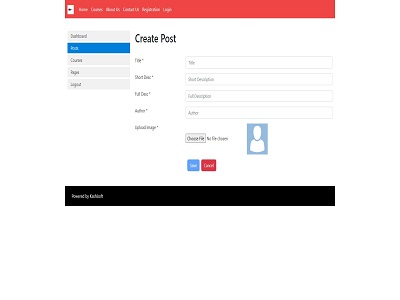 Home Courses About Us Contact Us Registration Login
Dashboard
Posts
Courses
Pages
Logout
Create Post
Title *
Title
Short Desc *
Short Description
Full Desc *
Full Description
Author *
Author
Upload Image *
Choose File No file chosen
Save Cancel
Powered by Kashisoft